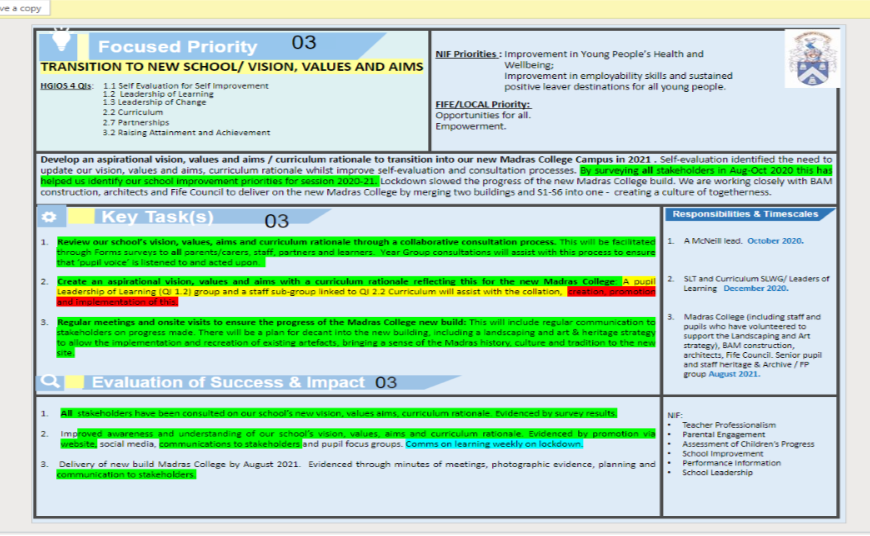 ve a copy
Focused Priority 03
TRANSITION TO NEW SCHOOL/ VISION, VALUES AND AIMS
HGIOS 4 QIs: 1.1 Self Evaluation for Self Improvement
1.2 Leadership of Learning
1.3 Leadership of Change
2.2 Curriculum
2.7 Partnerships
3.2 Raising Attainment and Achievement
NIF Priorities : Improvement in Young People's Health and
Wellbeing;
Improvement in employability skills and sustained
positive leaver destinations for all young people.
FIFE/LOCAL Priority:
Opportunities for all.
Empowerment.
Develop an aspirational vision, values and aims / curriculum rationale to transition into our new Madras College Campus in 2021 . Self-evaluation identified the need to
update our vision, values and aims, curriculum rationale whilst improve self-evaluation and consultation processes. By surveying all stakeholders in Aug-Oct 2020 this has
helped us identify our school improvement priorities for session 2020-21. Lockdown slowed the progress of the new Madras College build. We are working closely with BAM
construction, architects and Fife Council to deliver on the new Madras College by merging two buildings and S1-S6 into one - creating a culture of togetherness.
Key Task(s) 03
1. Review our school's vision, values, aims and curriculum rationale through a collaborative consultation process. This will be facilitated
through Forms surveys to all parents/carers, staff, partners and learners. Year Group consultations will assist with this process to ensure
that 'pupil voice' is listened to and acted upon.
2. Create an aspirational vision, values and aims with a curriculum rationale reflecting this for the new Madras College. A pupil
Leadership of Learning (QI 1.2) group and a staff sub-group linked to QI 2.2 Curriculum will assist with the collation, creation, promotion
and implementation of this.
3. Regular meetings and onsite visits to ensure the progress of the Madras College new build: This will include regular communication to
stakeholders on progress made. There will be a plan for decant into the new building, including a landscaping and art & heritage strategy
to allow the implementation and recreation of existing artefacts, bringing a sense of the Madras history, culture and tradition to the new
site.
Responsibilities & Timescales
1. A McNeill lead. October 2020.
2. SLT and Curriculum SLWG/ Leaders of
Learning December 2020.
3. Madras College (including staff and
pupils who have volunteered to
support the Landscaping and Art
strategy), BAM construction,
architects, Fife Council. Senior pupil
and staff heritage & Archive / PP
group August 2021.
Evaluation of Success & Impact 03
1. All stakeholders have been consulted on our school's new vision, values aims, curriculum rationale. Evidenced by survey results.
2. Improved awareness and understanding of our school's vision, values, aims and curriculum rationale. Evidenced by promotion via
website, social media, communications to stakeholders and pupil focus groups. Comms on learning weekly on lockdown.
3. Delivery of new build Madras College by August 2021. Evidenced through minutes of meetings, photographic evidence, planning and
communication to stakeholders.
NIF:
• Teacher Professionalism
• Parental Engagement
• Assessment of Children's Progress
• School Improvement
• Performance Information
• School Leadership